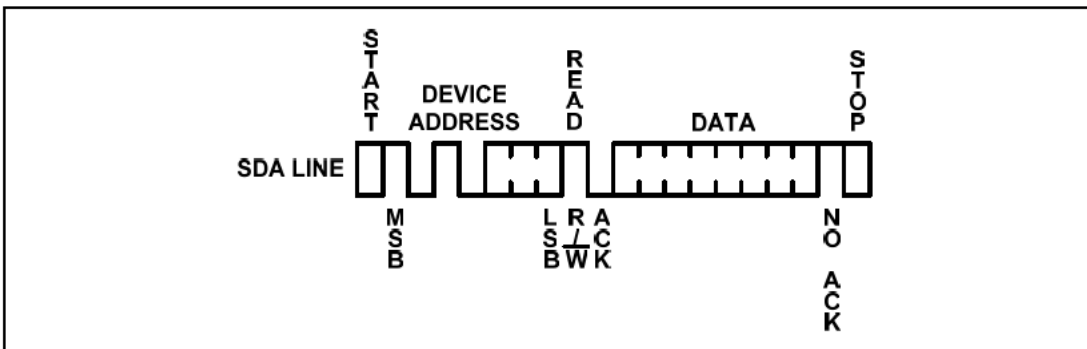 START
DEVICE
ADDRESS
READ
DATA
STOP
SDA LINE
MSB
LSB
R/W
ACK
NO ACK